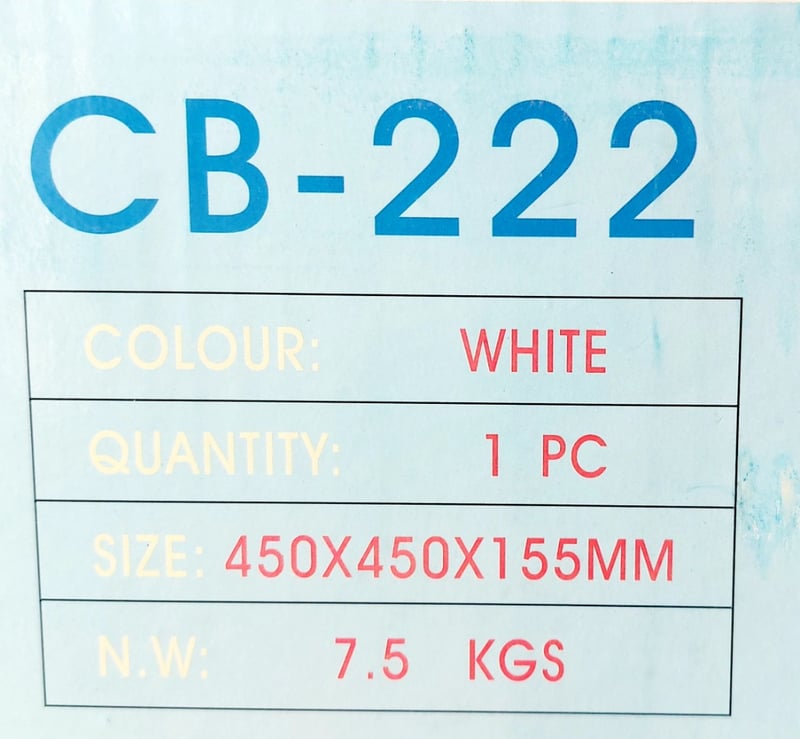 CB-222
COLOUR: WHITE
QUANTITY: 1 PC
SIZE: 450X450X155MM
N.W: 7.5 KGS